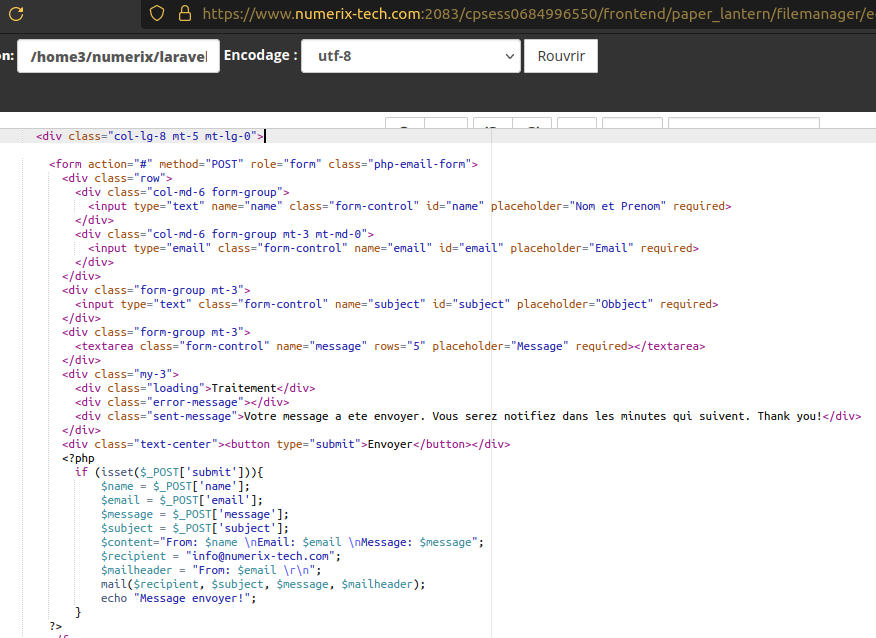 https://www.numerix-tech.com:2083/cpsess0684996550/frontend/paper_lantern/filemanager/e
on: /home3/numerix/larave Encodage : utf-8 Rouvrir
<div class="col-lg-8 mt-5 mt-lg-0">
<form action="#" method="POST" role="form" class="php-email-form">
<div class="row">
<div class="col-md-6 form-group">
<input type="text" name="name" class="form-control" id="name" placeholder="Nom et Prenom" required>
</div>
<div class="col-md-6 form-group mt-3 mt-md-0">
<input type="email" class="form-control" name="email" id="email" placeholder="Email" required>
</div>
</div>
<div class="form-group mt-3">
<input type="text" class="form-control" name="subject" id="subject" placeholder="Obbject" required>
</div>
<div class="form-group mt-3">
<textarea class="form-control" name="message" rows="5" placeholder="Message" required></textarea>
</div>
<div class="my-3">
<div class="loading">Traitement</div>
<div class="error-message"></div>
<div class="sent-message">Votre message a ete envoyer. Vous serez notifiez dans les minutes qui suivent. Thank you!</div>
</div>
<div class="text-center"><button type="submit">Envoyer</button></div>
<?php
if (isset($_POST['submit'])){
$name = $_POST['name'];
$email = $_POST['email'];
$message = $_POST['message'];
$subject = $_POST['subject'];
$content="From: $name \nEmail: $email \nMessage: $message";
$recipient = "info@numerix-tech.com";
$mailheader = "From: $email \r\n";
mail($recipient, $subject, $message, $mailheader);
echo "Message envoyer!";
}
?>